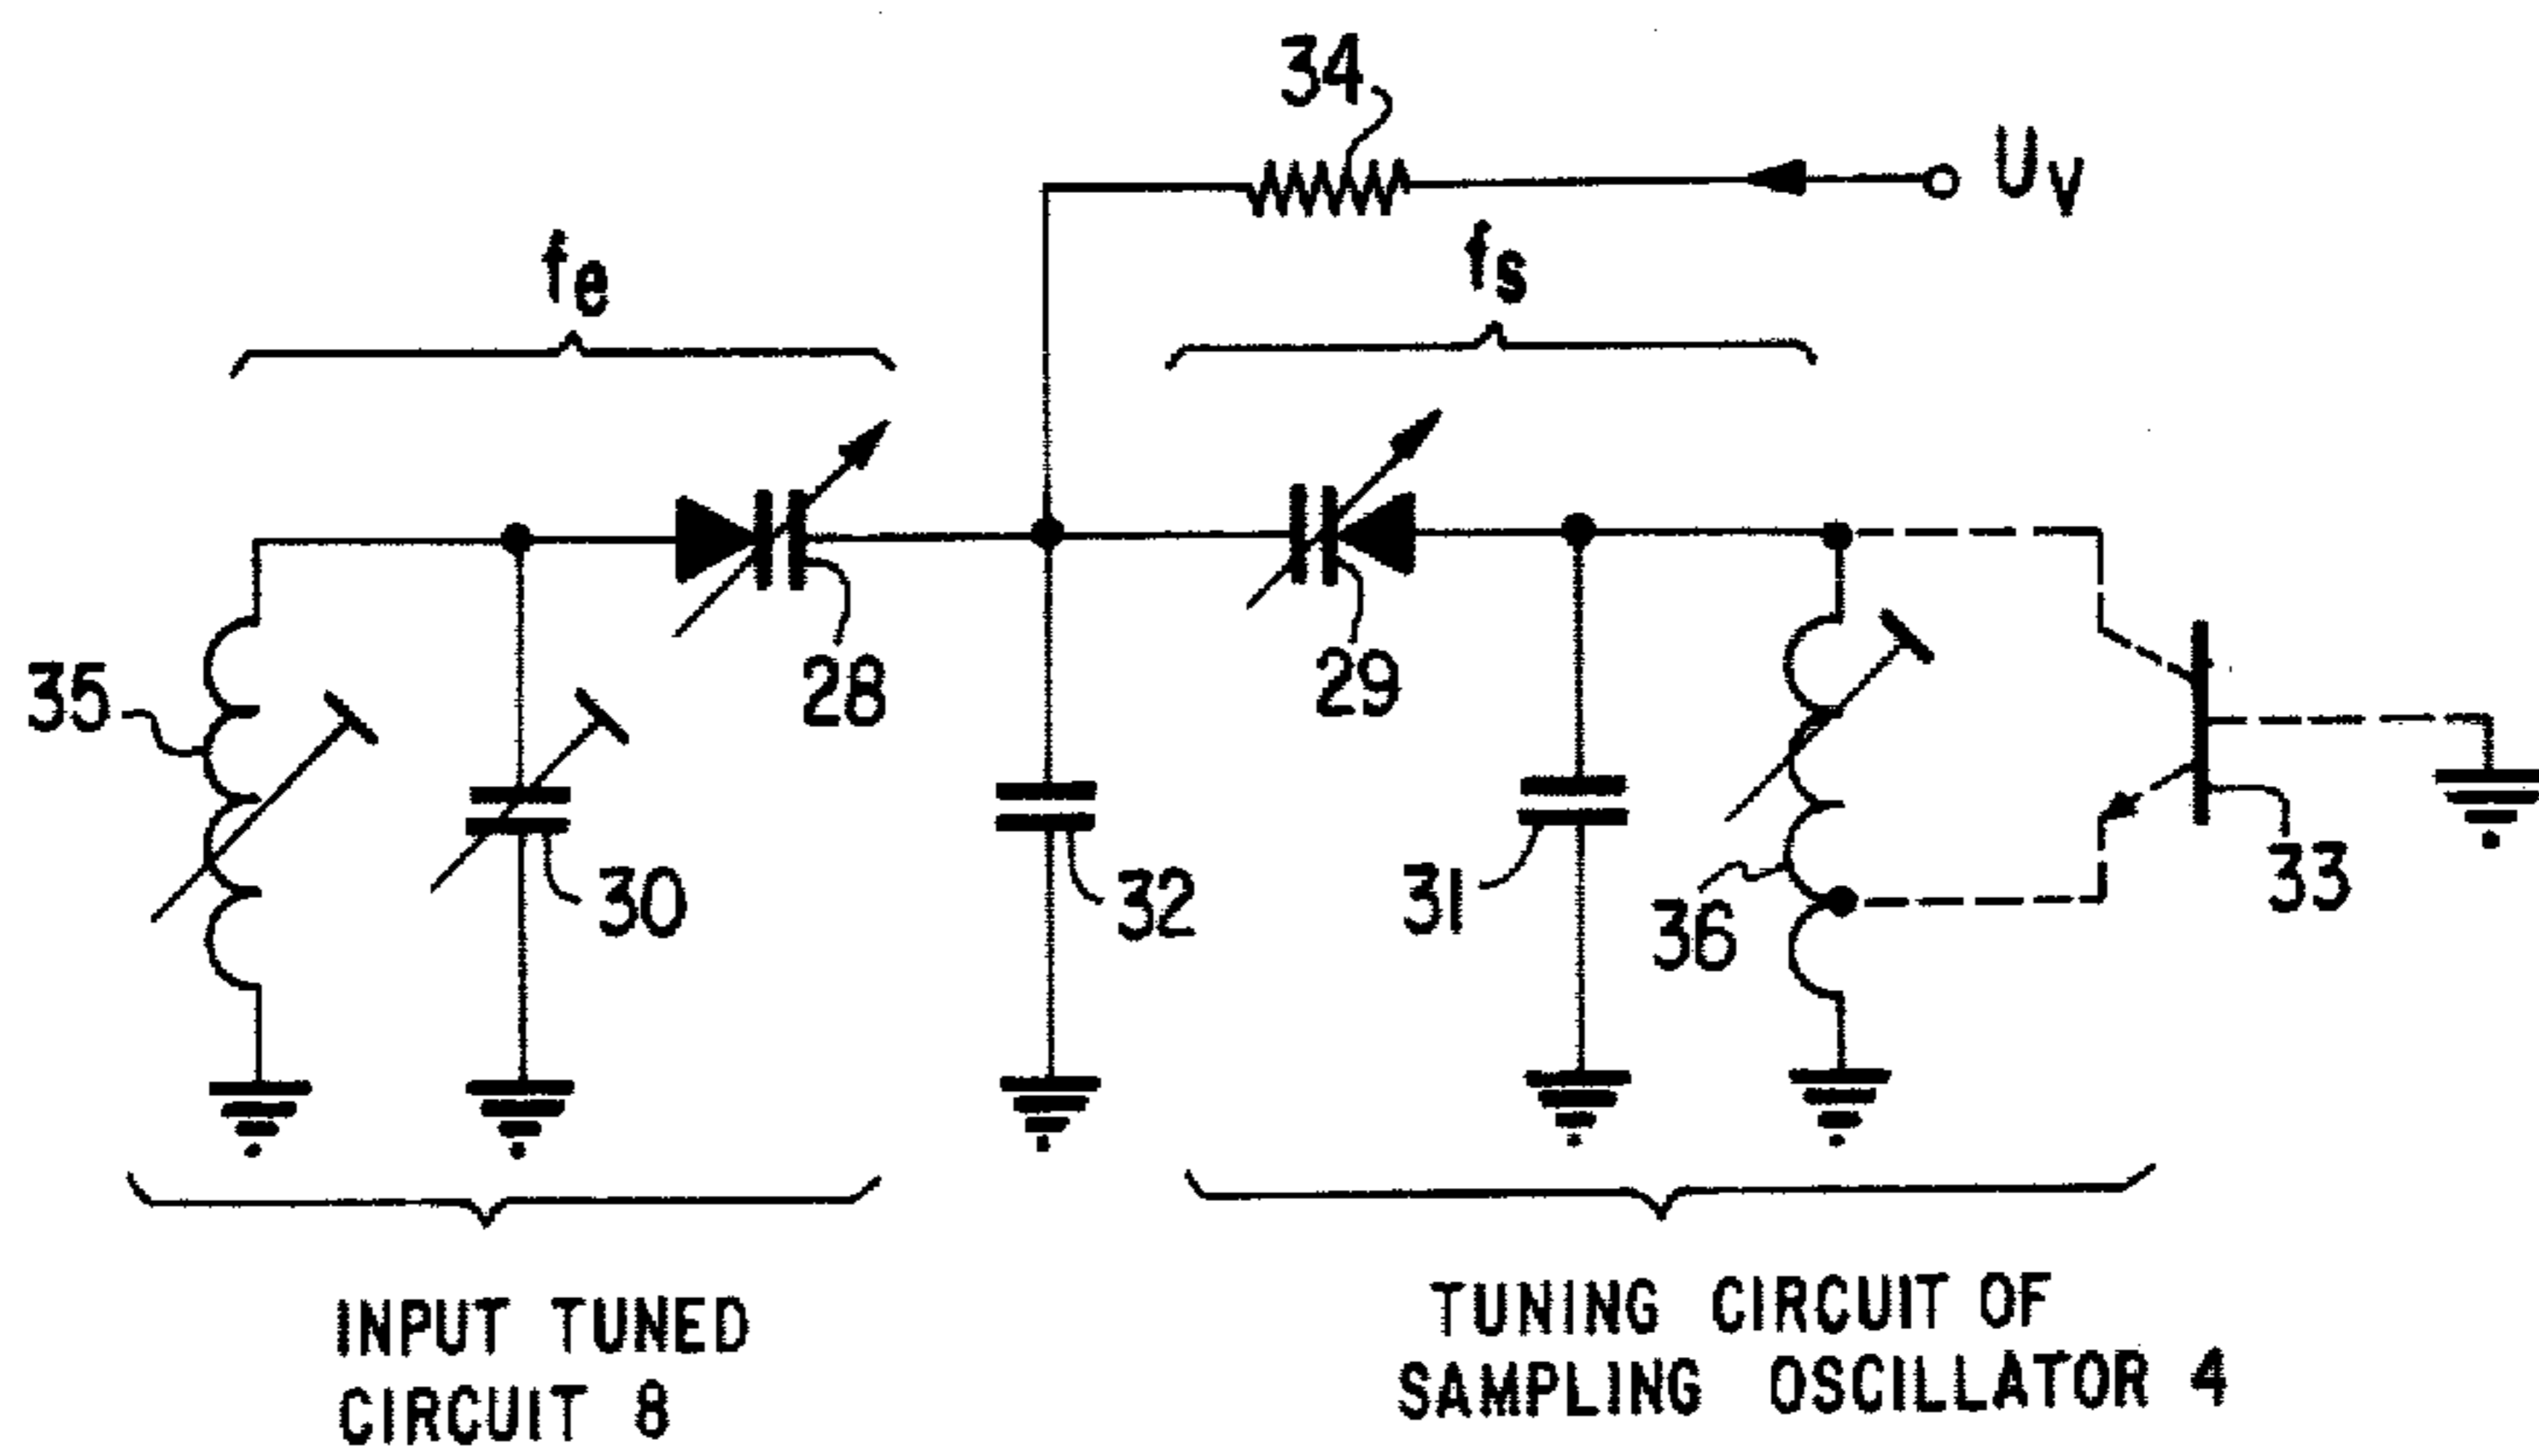 34
Uv
fe
fs
35
28
29
30
32
31
36
33
INPUT TUNED
CIRCUIT 8
TUNING CIRCUIT OF
SAMPLING OSCILLATOR 4